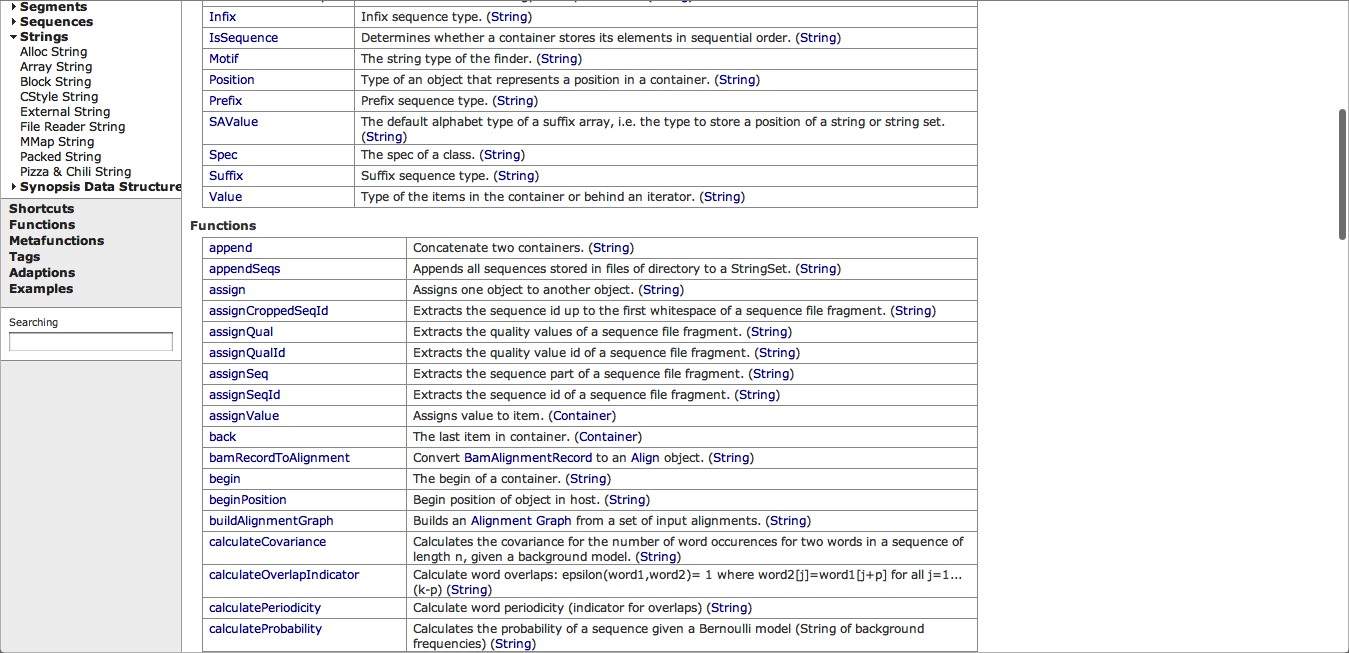 Segments
Sequences
Strings
Alloc String
Array String
Block String
CStyle String
External String
File Reader String
MMap String
Packed String
Pizza & Chili String
Synopsis Data Structure
Shortcuts
Functions
Metafunctions
Tags
Adaptions
Examples
Searching
Infix Infix sequence type. (String)
IsSequence Determines whether a container stores its elements in sequential order. (String)
Motif The string type of the finder. (String)
Position Type of an object that represents a position in a container. (String)
Prefix Prefix sequence type. (String)
SAValue The default alphabet type of a suffix array, i.e. the type to store a position of a string or string set.
(String)
Spec The spec of a class. (String)
Suffix Suffix sequence type. (String)
Value Type of the items in the container or behind an iterator. (String)
Functions
append Concatenate two containers. (String)
appendSeqs Appends all sequences stored in files of directory to a StringSet. (String)
assign Assigns one object to another object. (String)
assignCroppedSeqId Extracts the sequence id up to the first whitespace of a sequence file fragment. (String)
assignQual Extracts the quality values of a sequence file fragment. (String)
assignQualId Extracts the quality value id of a sequence file fragment. (String)
assignSeq Extracts the sequence part of a sequence file fragment. (String)
assignSeqId Extracts the sequence id of a sequence file fragment. (String)
assignValue Assigns value to item. (Container)
back The last item in container. (Container)
bamRecordToAlignment Convert BamAlignmentRecord to an Align object. (String)
begin The begin of a container. (String)
beginPosition Begin position of object in host. (String)
buildAlignmentGraph Builds an Alignment Graph from a set of input alignments. (String)
calculateCovariance Calculates the covariance for the number of word occurences for two words in a sequence of
length n, given a background model. (String)
calculateOverlapIndicator Calculate word overlaps: epsilon(word1,word2)= 1 where word2[j]=word1[j+p] for all j=1...
(k-p) (String)
calculatePeriodicity Calculate word periodicity (indicator for overlaps) (String)
calculateProbability Calculates the probability of a sequence given a Bernoulli model (String of background
frequencies) (String)